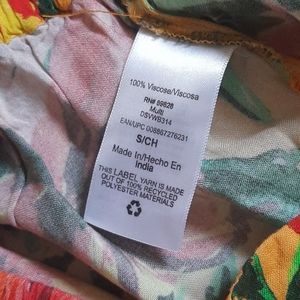 100% Viscose/Viscosa
RN# 69828
Multi
DSVWB314
EAN/UPC 008867276231
S/CH
Made In/Hecho En
India
THIS LABEL YARN IS MADE
OUT OF 100% RECYCLED
POLYESTER MATERIALS